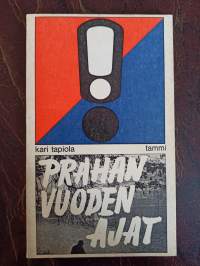 !
kari tapiola tammi
PRAHAN
VUODEN
AJAT